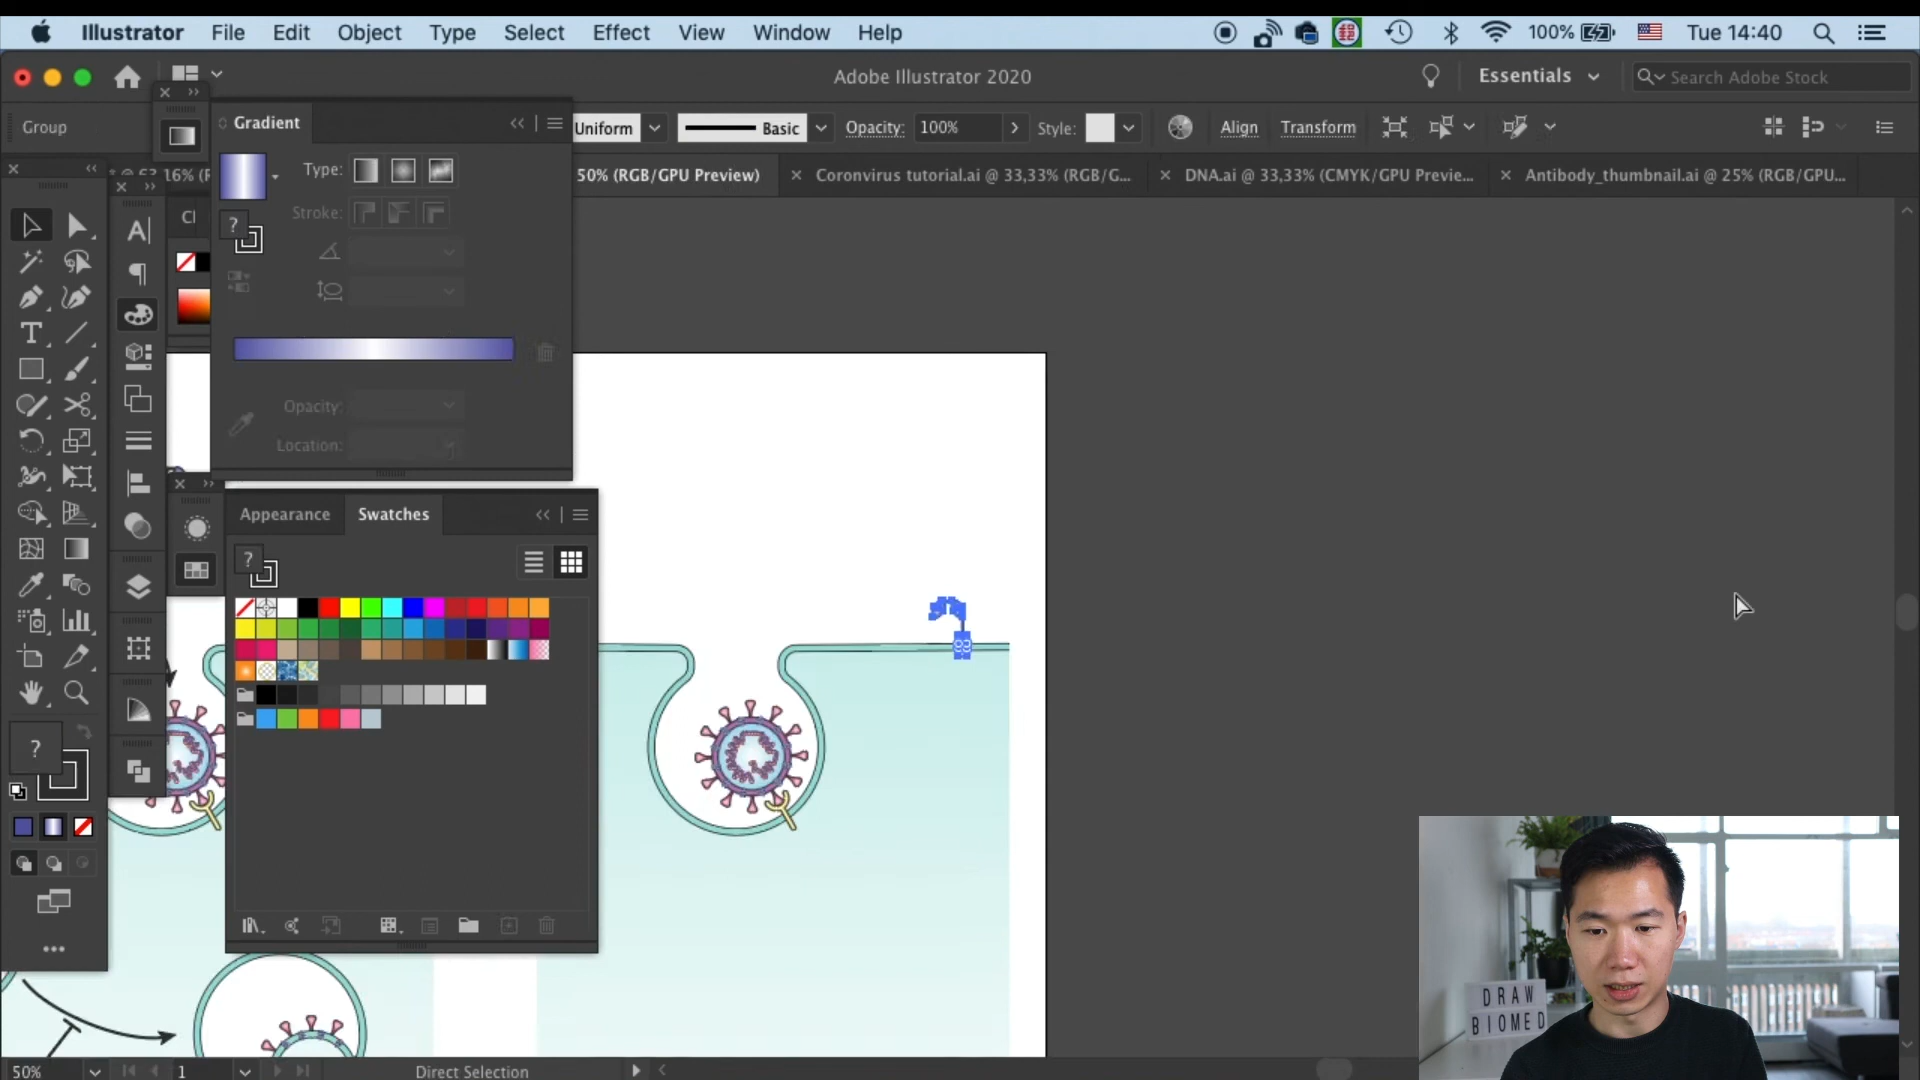 Illustrator File Edit Object Type Select Effect View Window Help 100% Tue 14:40
Adobe Illustrator 2020 Essentials Search Adobe Stock
Group Uniform Basic Opacity: 100% Style: Align Transform
50% (RGB/GPU Preview) Coronvirus tutorial.ai @ 33,33% (RGB/G... DNA.ai @ 33,33% (CMYK/GPU Previe... Antibody_thumbnail.ai @ 25% (RGB/GPU...
Gradient
Type:
Stroke:
Opacity:
Location:
Appearance Swatches
DRAW
BIOMED
50% 1 Direct Selection